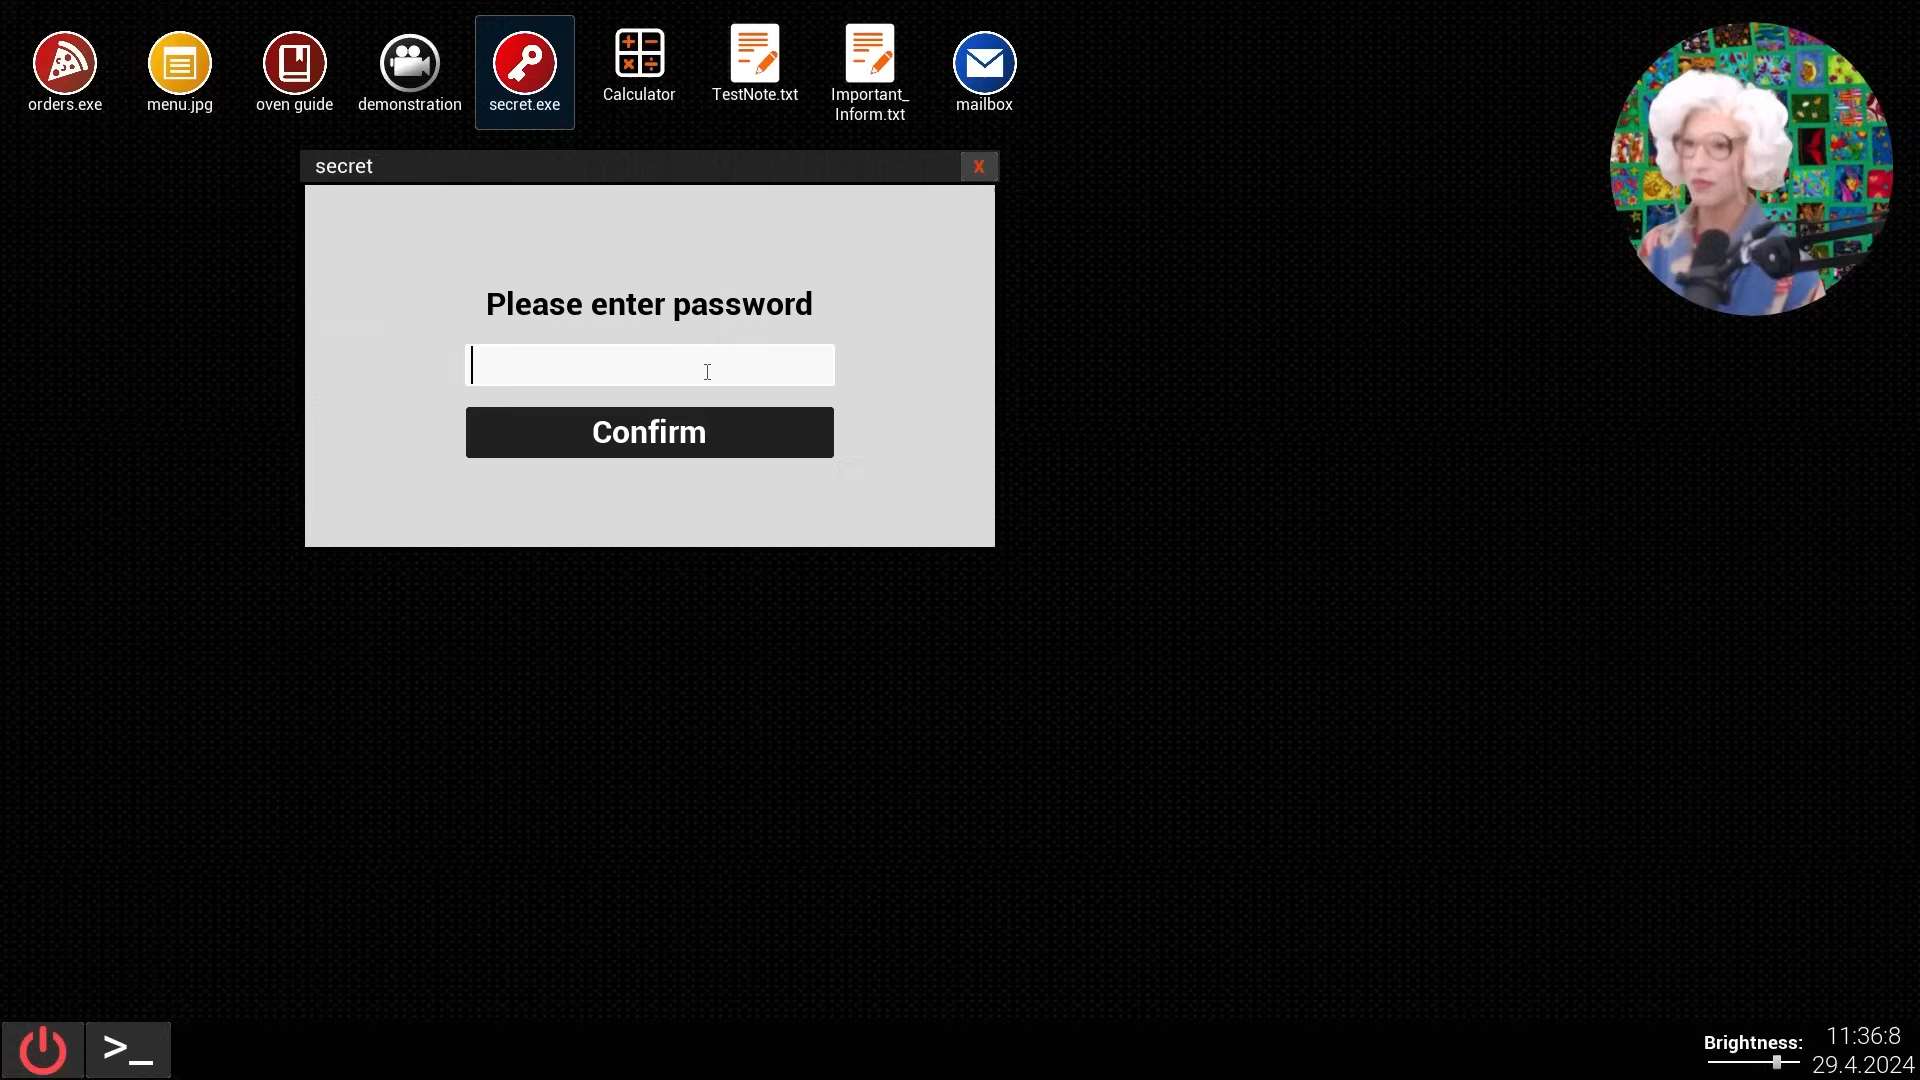 orders.exe
menu.jpg
oven guide
demonstration
secret.exe
Calculator
TestNote.txt
Important_
Inform.txt
mailbox
secret
X
Please enter password
Confirm
>_
Brightness:
11:36:8
29.4.2024